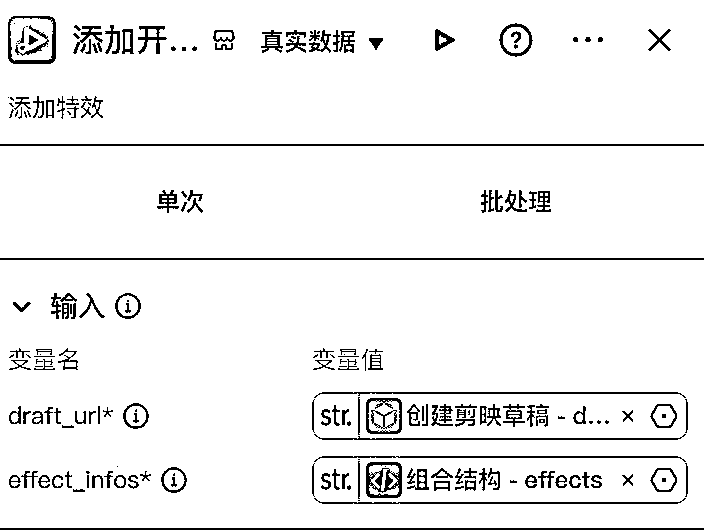 添加开... 真实数据
添加特效
单次 批处理
输入
变量名 变量值
draft_url* str. 创建剪映草稿 - d...
effect_infos* str. 组合结构 - effects